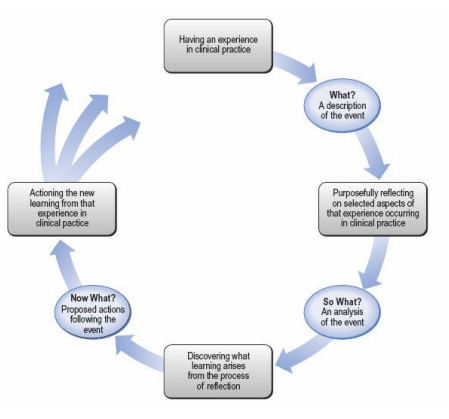 Having an experience
in clinical practice
What?
A description
of the event
Purposefully reflecting
on selected aspects of
that experience occurring
in clinical practice
So What?
An analysis
of the event
Discovering what
learning arises
from the process
of reflection
Now What?
Proposed actions
following the
event
Actioning the new
learning from that
experience in
clinical pactice